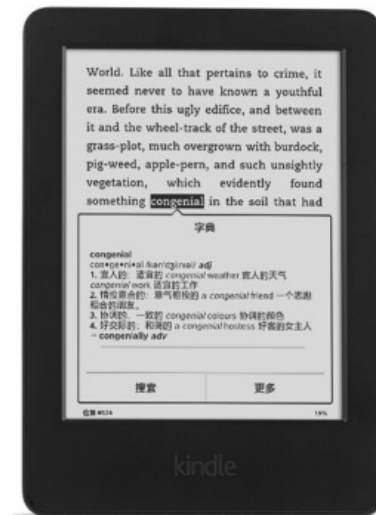 World. Like all that pertains to crime, it
seemed never to have known a youthful
era. Before this ugly edifice, and between
it and the wheel-track of the street, was a
grass-plot, much overgrown with burdock,
pig-weed, apple-pern, and such unsightly
vegetation, which evidently found
something congenial in the soil that had
字典
congenial
adj
1. 宜人的; 适宜的 congenial weather 宜人的天气
congenial work 适宜的工作
2. 情投意合的; 意气相投的 a congenial friend 一个志趣
相合的朋友。
3. 协调的、一致的 congenial colours 协调的颜色
4. 好交际的; 和蔼的 a congenial hostess 好客的女主人
~ congenially adv
搜索 更多
位置 #524 19%
kindle